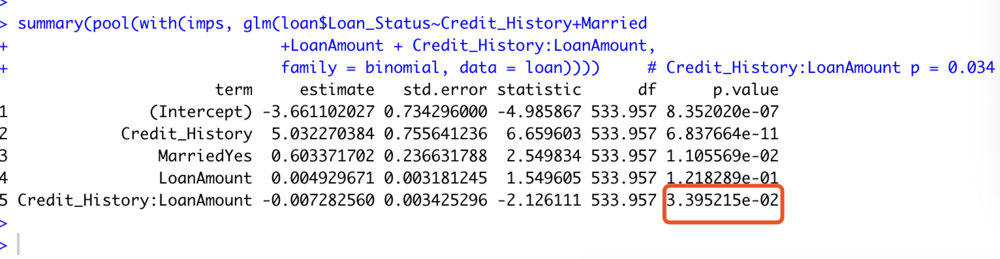 >
> summary(pool(with(imps, glm(loan$Loan_Status~Credit_History+Married
+ +LoanAmount + Credit_History:LoanAmount,
+ family = binomial, data = loan)))) # Credit_History:LoanAmount p = 0.034
term estimate std.error statistic df p.value
1 (Intercept) -3.661102027 0.734296000 -4.985867 533.957 8.352020e-07
2 Credit_History 5.032270384 0.755641236 6.659603 533.957 6.837664e-11
3 MarriedYes 0.603371702 0.236631788 2.549834 533.957 1.105569e-02
4 LoanAmount 0.004929671 0.003181245 1.549605 533.957 1.218289e-01
5 Credit_History:LoanAmount -0.007282560 0.003425296 -2.126111 533.957 3.395215e-02
>
>